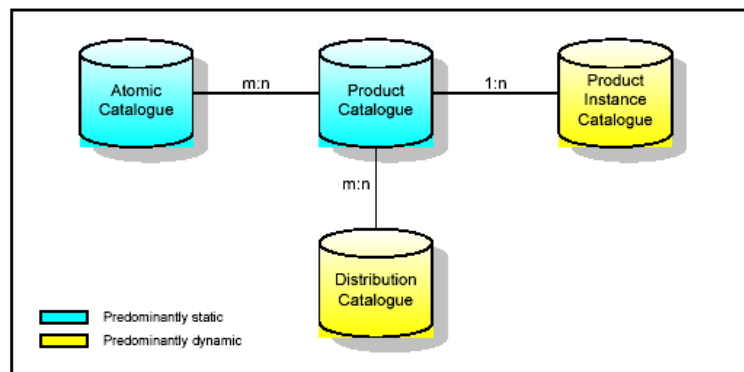 Atomic
Catalogue
m:n
Product
Catalogue
1:n
Product
Instance
Catalogue
m:n
Distribution
Catalogue
Predominantly static
Predominantly dynamic